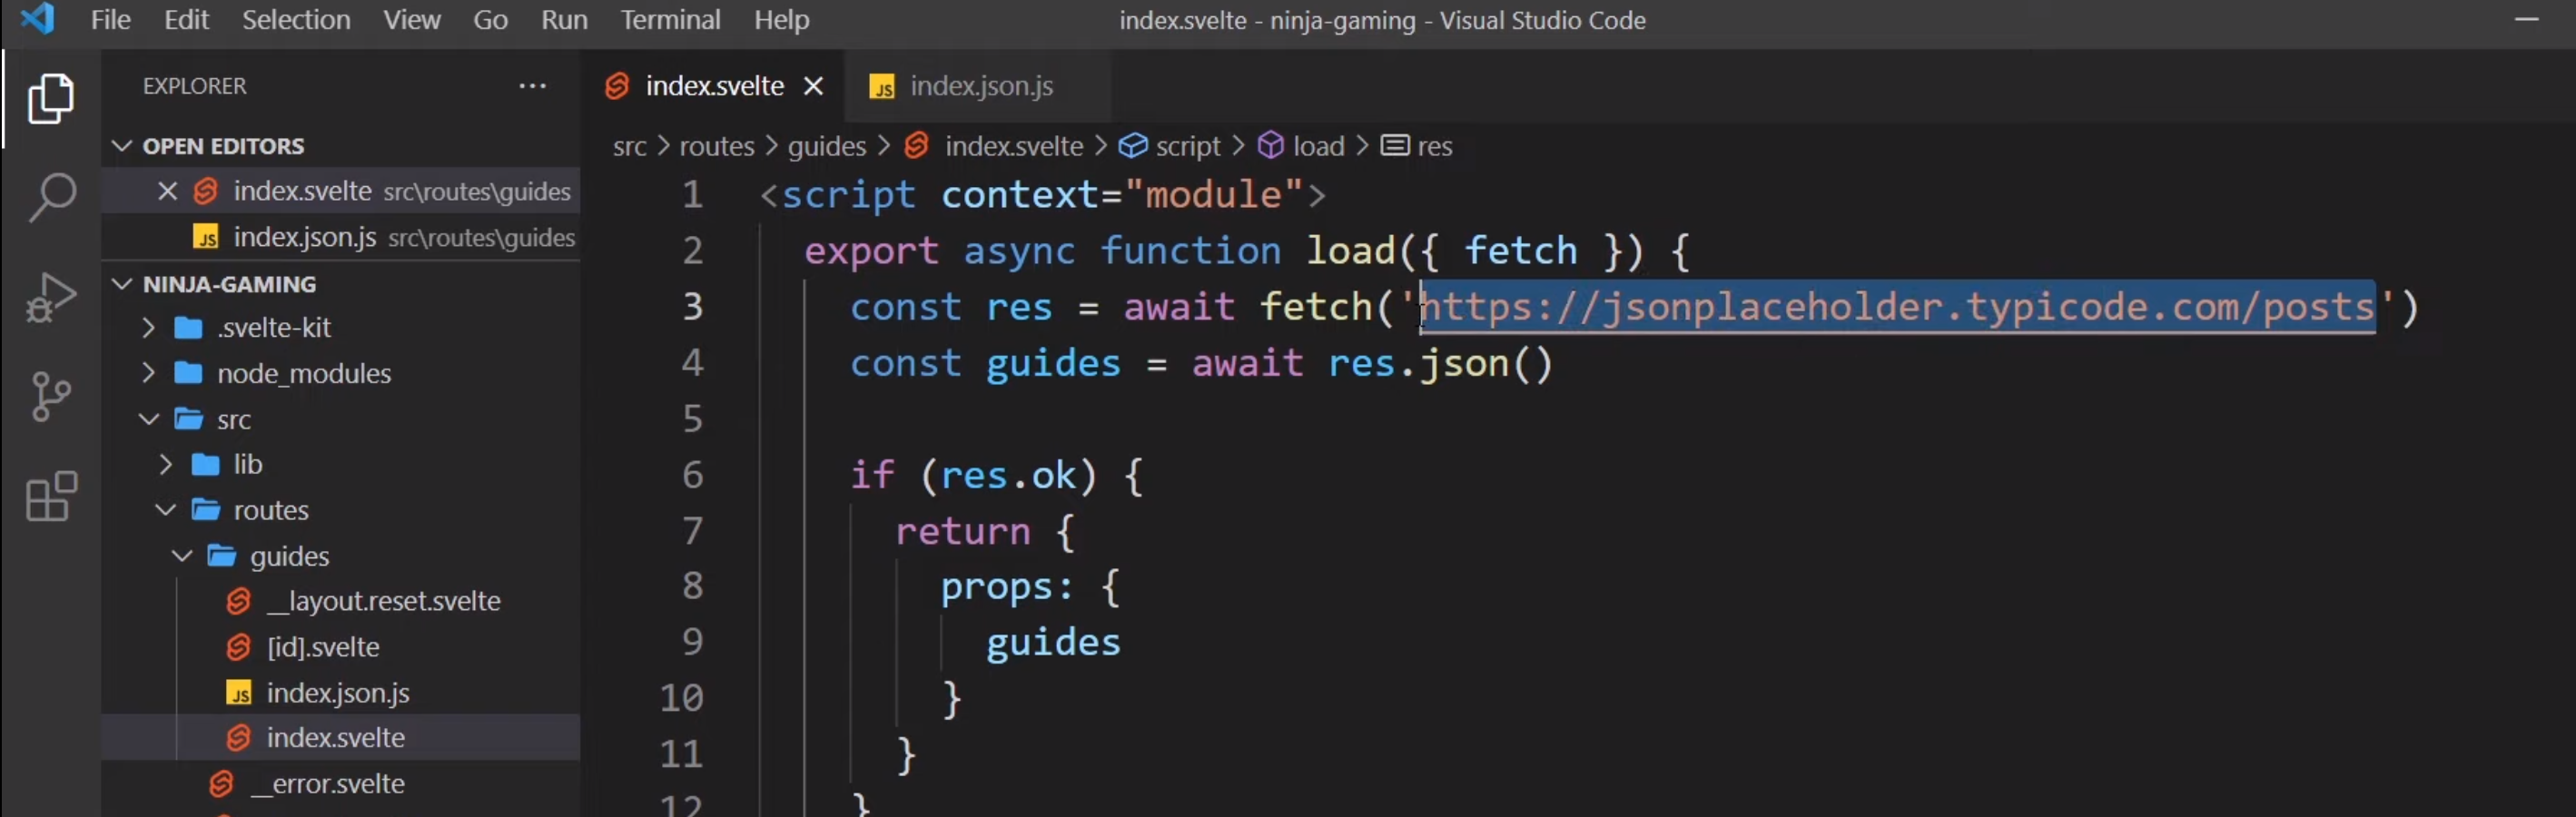 File Edit Selection View Go Run Terminal Help index.svelte - ninja-gaming - Visual Studio Code
EXPLORER
OPEN EDITORS
index.svelte src\routes\guides
index.json.js src\routes\guides
NINJA-GAMING
.svelte-kit
node_modules
src
lib
routes
guides
__layout.reset.svelte
[id].svelte
JS index.json.js
index.svelte
__error.svelte
index.svelte JS index.json.js
src > routes > guides > index.svelte > script > load > res
1 <script context="module">
2 export async function load({ fetch }) {
3 const res = await fetch('https://jsonplaceholder.typicode.com/posts')
4 const guides = await res.json()
5
6 if (res.ok) {
7 return {
8 props: {
9 guides
10 }
11 }
12 }